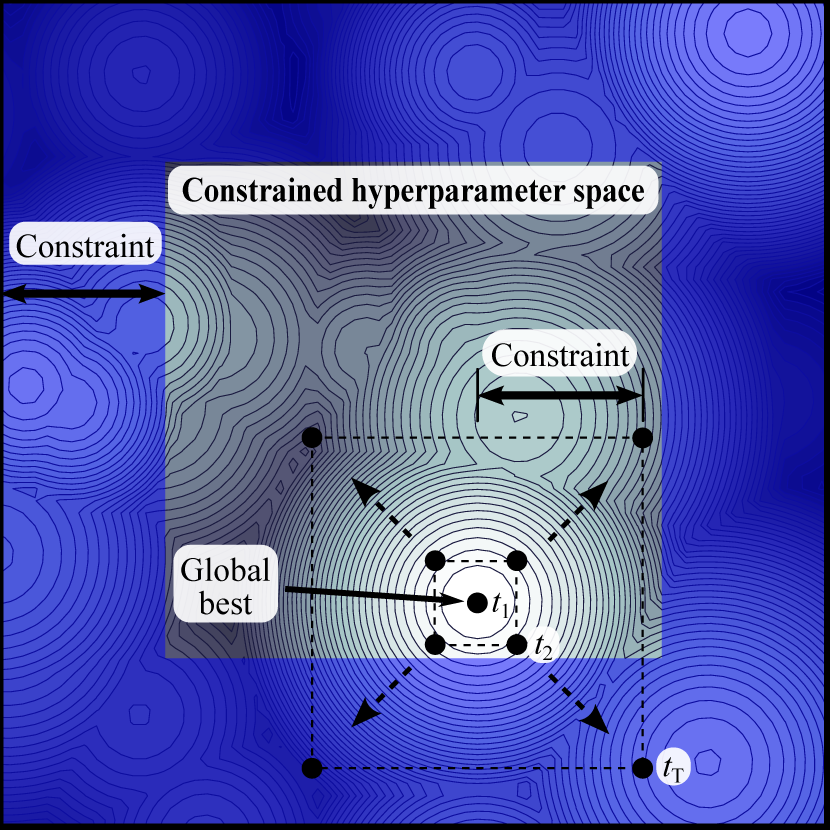 Constrained hyperparameter space
Constraint
Constraint
Global
best
t1
t2
tT